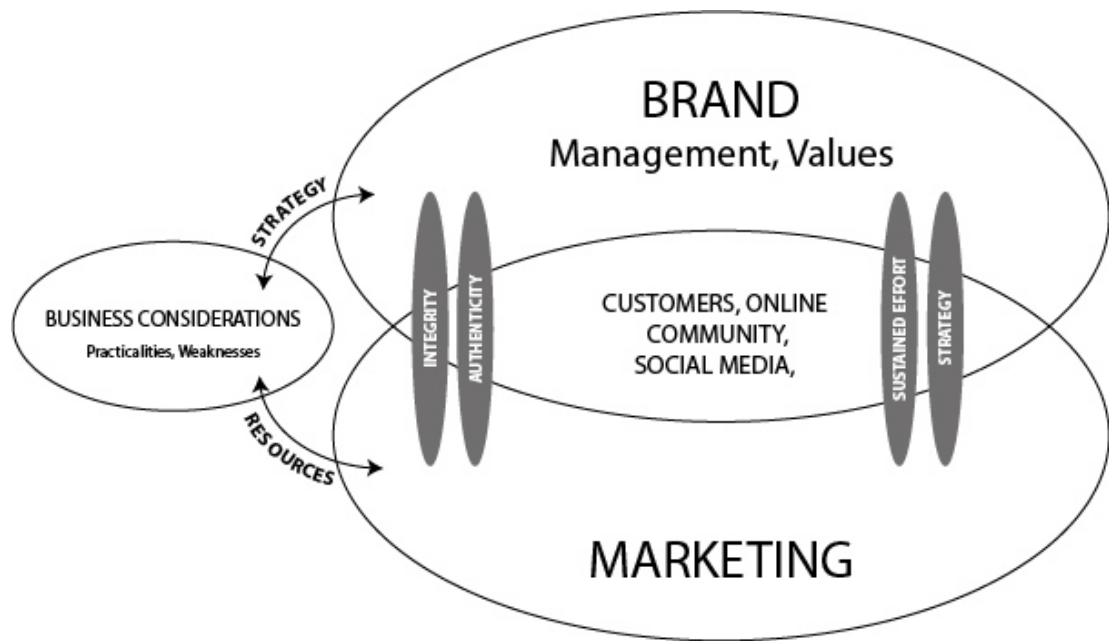 BRAND
Management, Values
STRATEGY
BUSINESS CONSIDERATIONS
Practicalities, Weaknesses
RESOURCES
INTEGRITY
AUTHENTICITY
CUSTOMERS, ONLINE
COMMUNITY,
SOCIAL MEDIA,
SUSTAINED EFFORT
STRATEGY
MARKETING